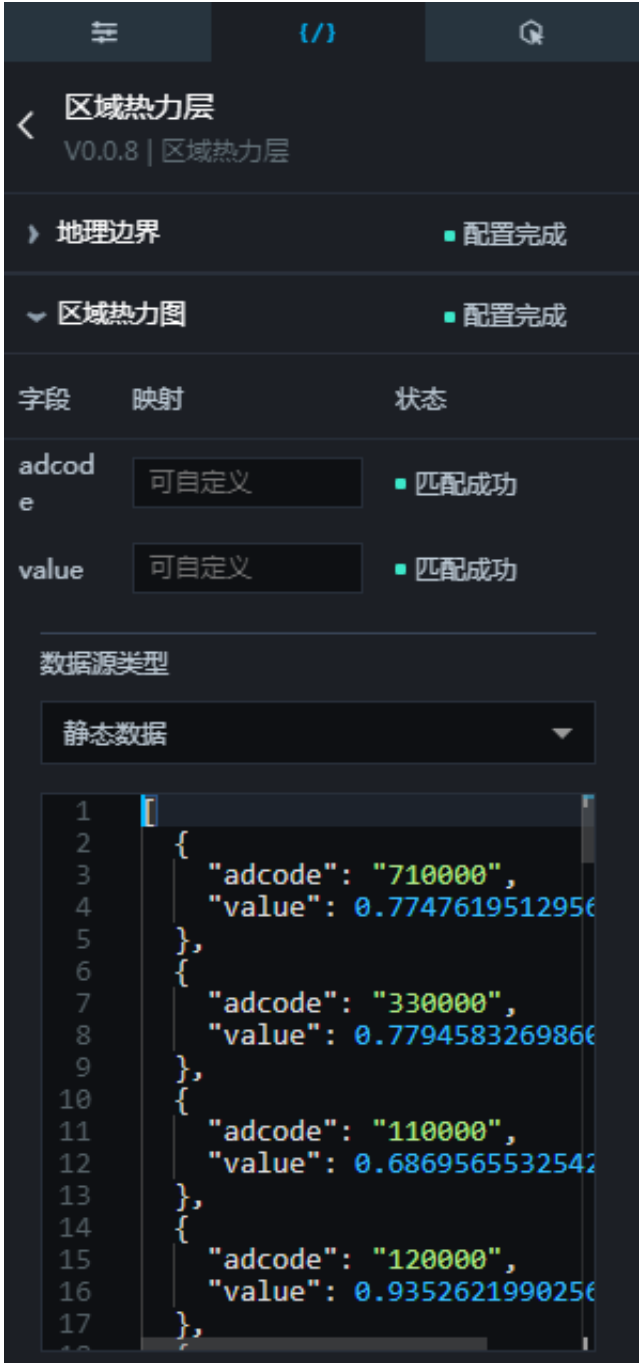 {/}
区域热力层
V0.0.8 | 区域热力层
地理边界 配置完成
区域热力图 配置完成
字段 映射 状态
adcod
e 可自定义 匹配成功
value 可自定义 匹配成功
数据源类型
静态数据
1 [
2 {
3 "adcode": "710000",
4 "value": 0.7747619512956
5 },
6 {
7 "adcode": "330000",
8 "value": 0.7794583269860
9 },
10 {
11 "adcode": "110000",
12 "value": 0.6869565532542
13 },
14 {
15 "adcode": "120000",
16 "value": 0.9352621990256
17 },
18 {